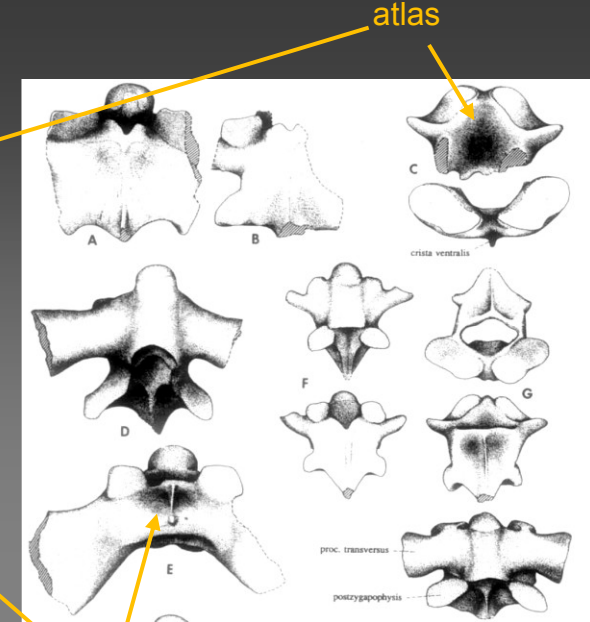 atlas
A
B
C
crista ventralis
D
F
G
E
proc. transversus
postzygapophysis